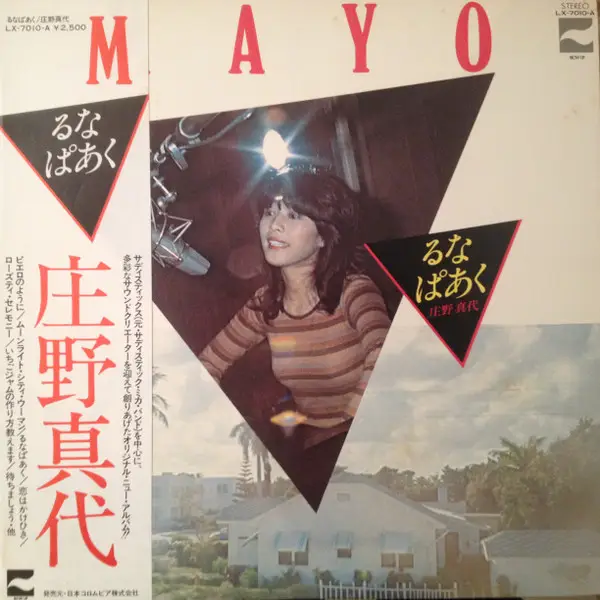 るなぱあく/庄野真代
LX-7010-A ¥2,500
るな
ぱあく
庄野真代
ピエロのように/ムーンライト・シティ・ウーマン/るなぱあく/恋はかけひき/
ローズティ・セレモニー/いちごジャムの作り方教えます/待ちましょう・他
発売元・日本コロムビア株式会社
MAYO
STEREO
LX-7010-A
サディスティックス(元・サディスティック・ミカ・バンド)を中心に、
多彩なサウンドクリエーターを迎えて創りあげたオリジナル・ニュー・アルバム!!
るな
ぱあく
庄野真代